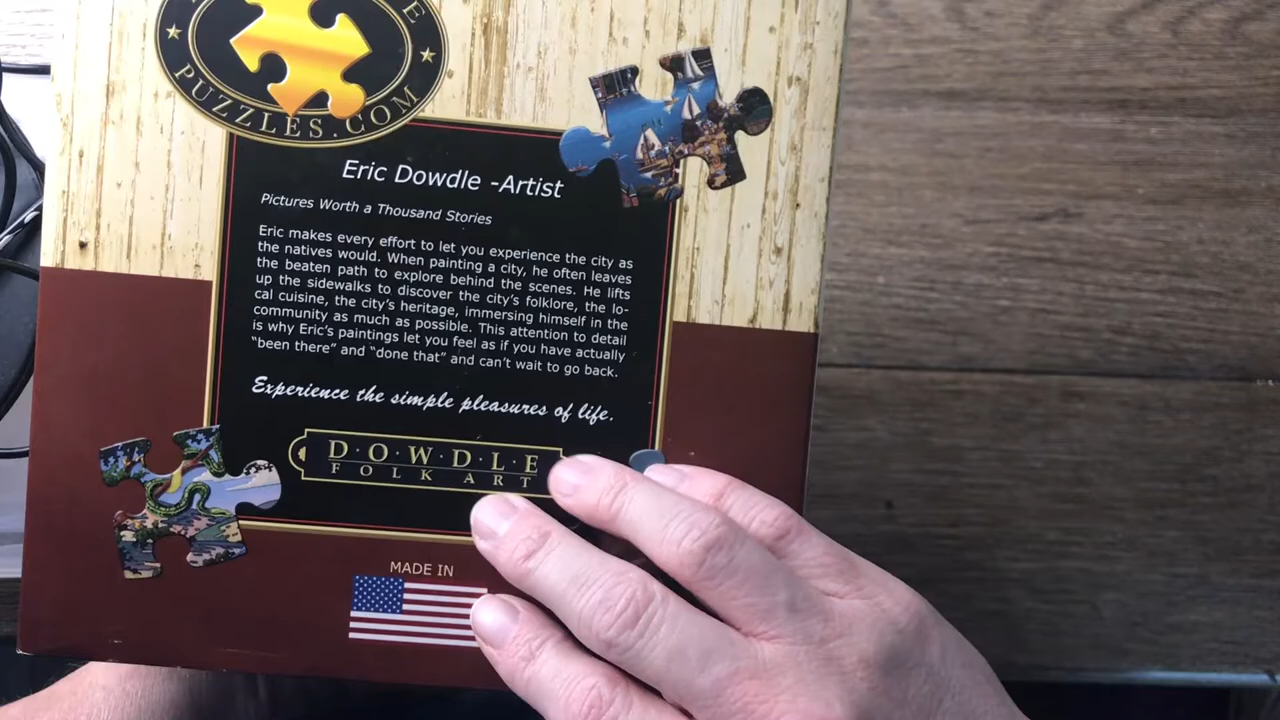 PUZZLES.COM
Eric Dowdle -Artist
Pictures Worth a Thousand Stories
Eric makes every effort to let you experience the city as
the natives would. When painting a city, he often leaves
the beaten path to explore behind the scenes. He lifts
up the sidewalks to discover the city's folklore, the lo-
cal cuisine, the city's heritage, immersing himself in the
community as much as possible. This attention to detail
is why Eric's paintings let you feel as if you have actually
"been there" and "done that" and can't wait to go back.
Experience the simple pleasures of life.
D·O·W·D·L·E
FOLK ART
MADE IN